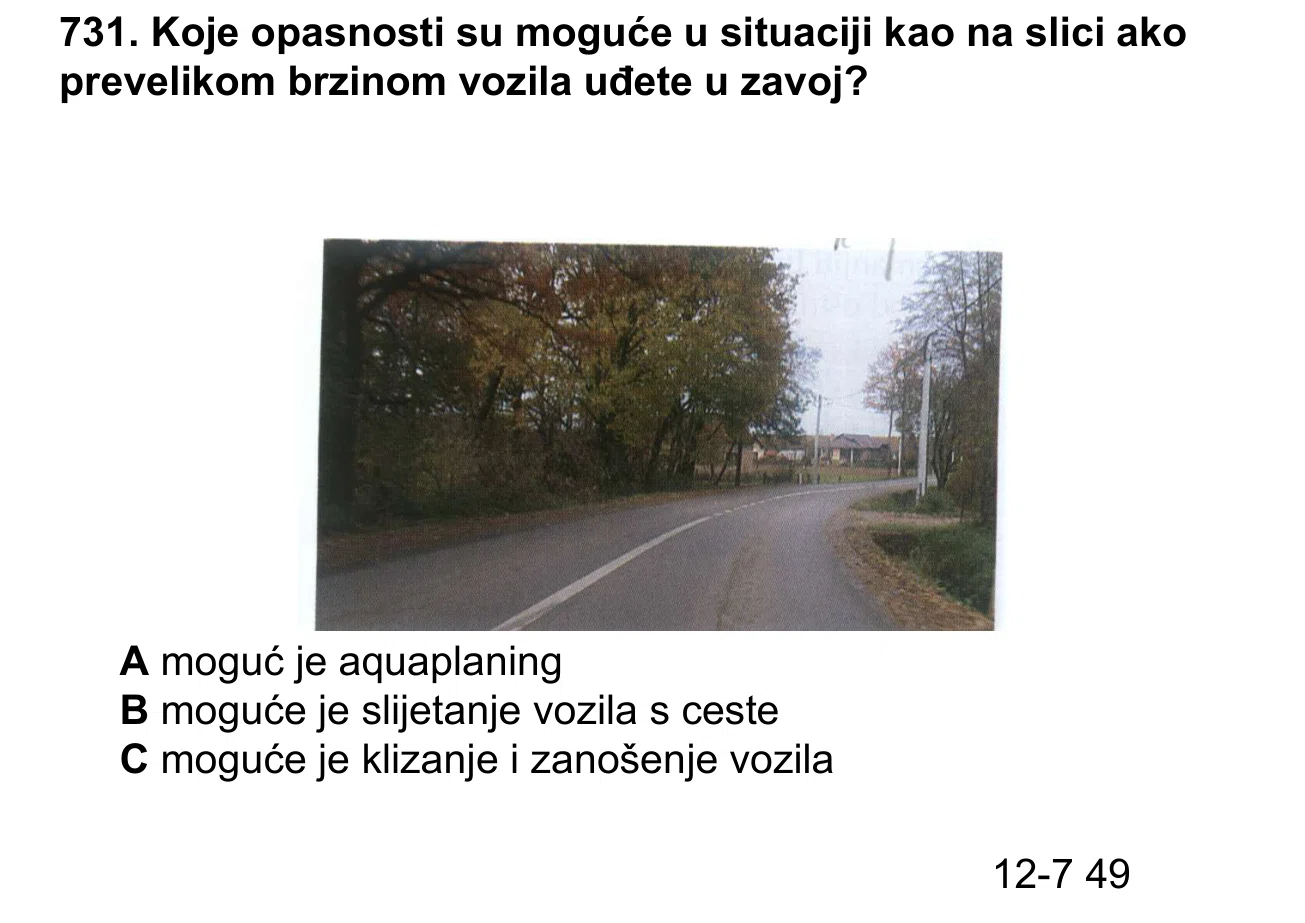 731. Koje opasnosti su moguće u situaciji kao na slici ako
prevelikom brzinom vozila uđete u zavoj?
A moguć je aquaplaning
B moguće je slijetanje vozila s ceste
C moguće je klizanje i zanošenje vozila
12-7 49